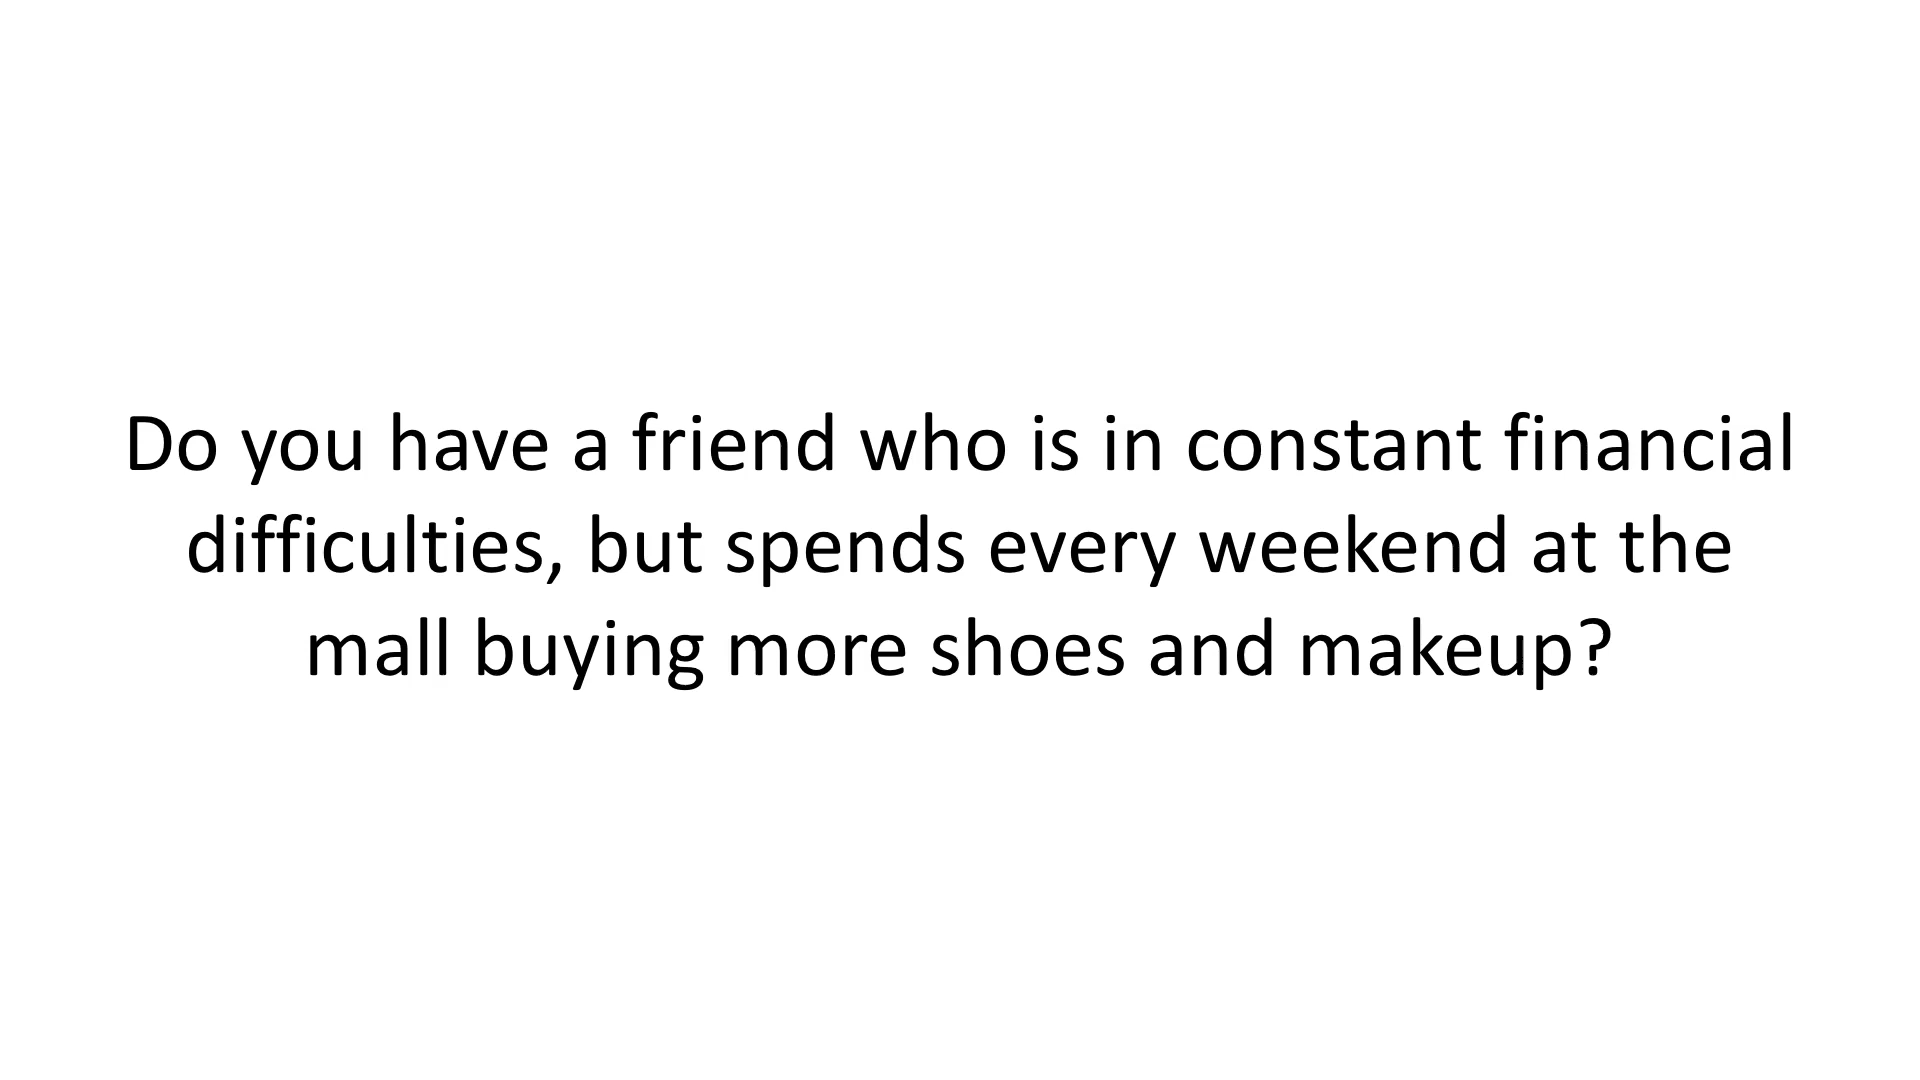 Do you have a friend who is in constant financial
difficulties, but spends every weekend at the
mall buying more shoes and makeup?